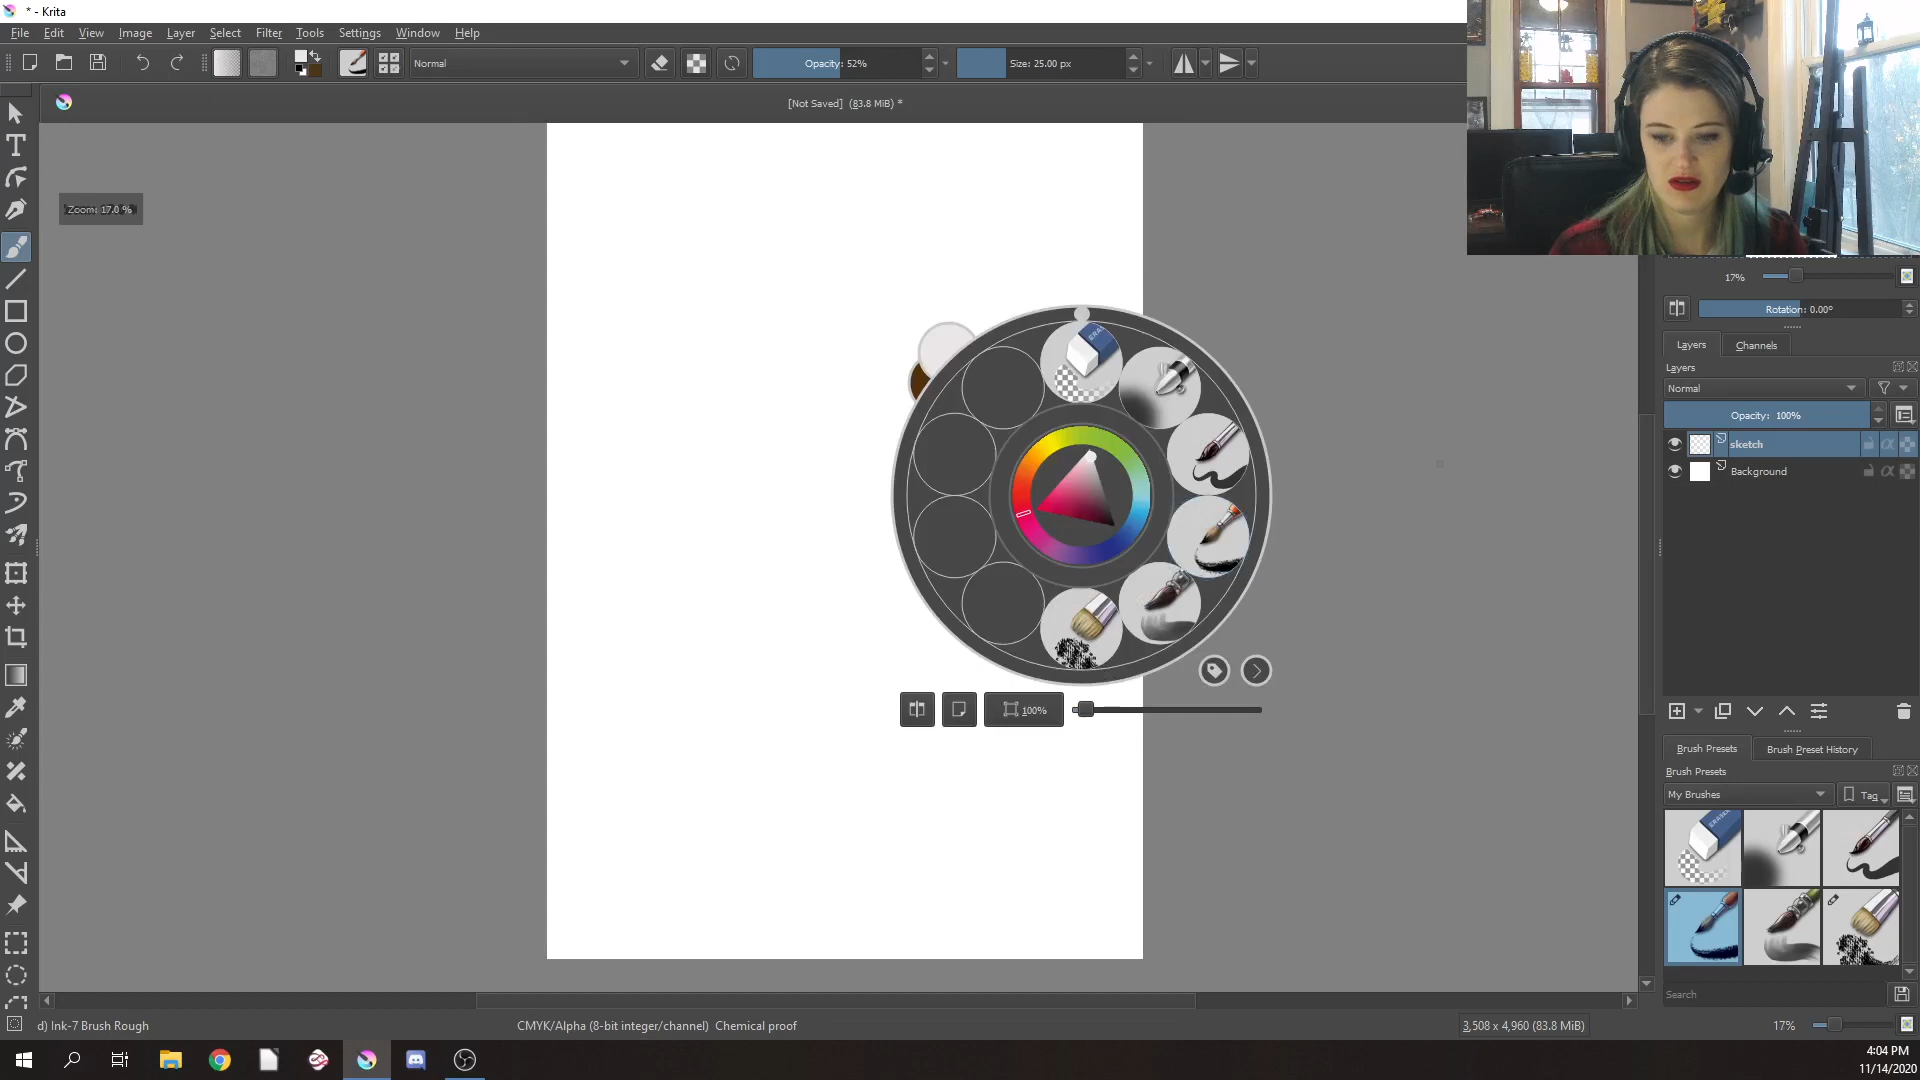 * - Krita
File Edit View Image Layer Select Filter Tools Settings Window Help
Normal Opacity: 52% Size: 25.00 px
[Not Saved] (83.8 MiB) *
Zoom: 17.0 %
17%
Rotation: 0.00°
Layers Channels
Layers
Normal
Opacity: 100%
sketch
Background
100%
Brush Presets Brush Preset History
Brush Presets
My Brushes Tag
Search
d) Ink-7 Brush Rough CMYK/Alpha (8-bit integer/channel) Chemical proof 3,508 x 4,960 (83.8 MiB) 17%
4:04 PM
11/14/2020